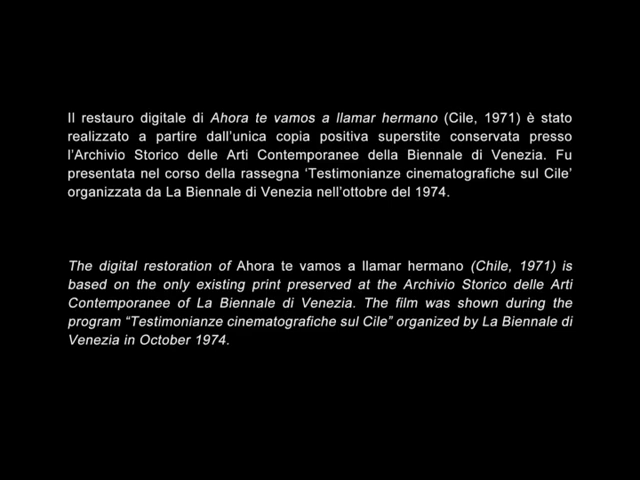 Il restauro digitale di Ahora te vamos a llamar hermano (Cile, 1971) è stato
realizzato a partire dall'unica copia positiva superstite conservata presso
l'Archivio Storico delle Arti Contemporanee della Biennale di Venezia. Fu
presentata nel corso della rassegna 'Testimonianze cinematografiche sul Cile'
organizzata da La Biennale di Venezia nell'ottobre del 1974.
The digital restoration of Ahora te vamos a llamar hermano (Chile, 1971) is
based on the only existing print preserved at the Archivio Storico delle Arti
Contemporanee of La Biennale di Venezia. The film was shown during the
program “Testimonianze cinematografiche sul Cile” organized by La Biennale di
Venezia in October 1974.